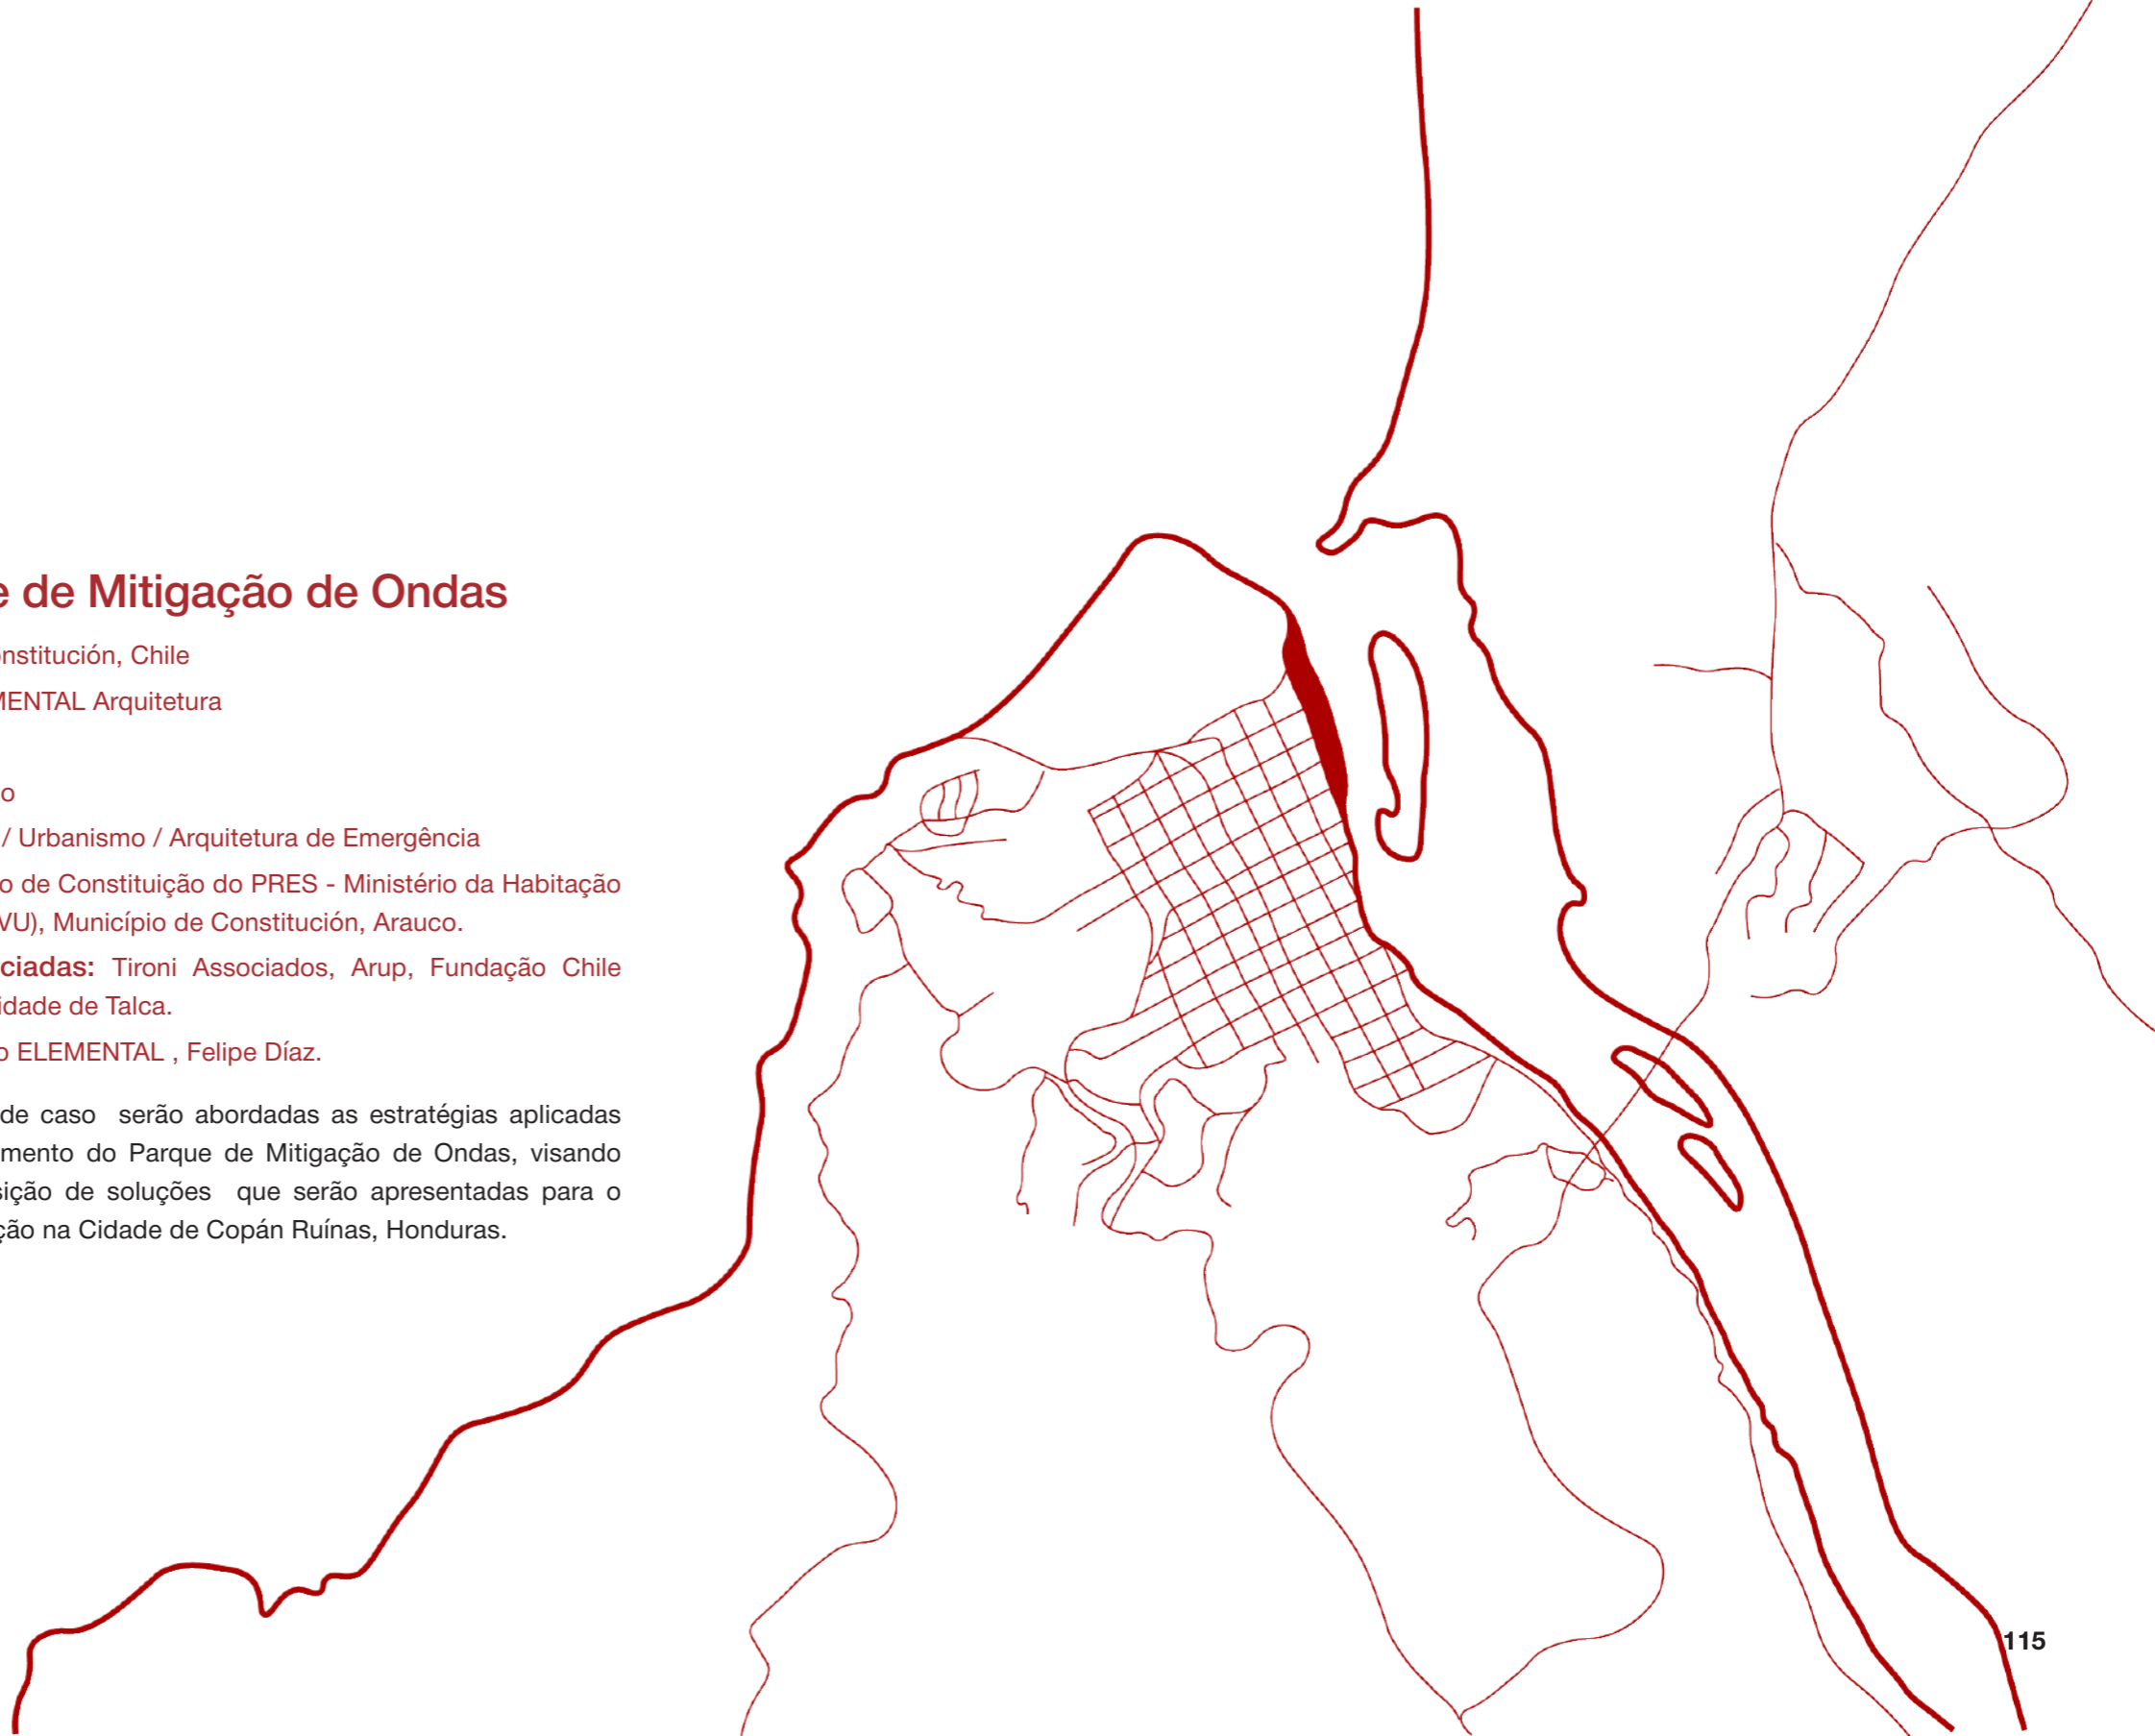 e de Mitigação de Ondas
nstitución, Chile
MENTAL Arquitetura
o
/ Urbanismo / Arquitetura de Emergência
o de Constituição do PRES - Ministério da Habitação
VU), Município de Constitución, Arauco.
ciadas: Tironi Associados, Arup, Fundação Chile
idade de Talca.
o ELEMENTAL , Felipe Díaz.
de caso serão abordadas as estratégias aplicadas
mento do Parque de Mitigação de Ondas, visando
sição de soluções que serão apresentadas para o
ção na Cidade de Copán Ruínas, Honduras.
115